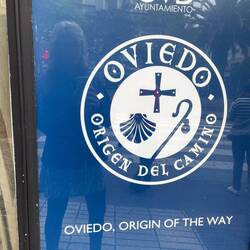 AYUNTAMIENTO
OVIEDO
ORIGEN DEL CAMINO
OVIEDO, ORIGIN OF THE WAY